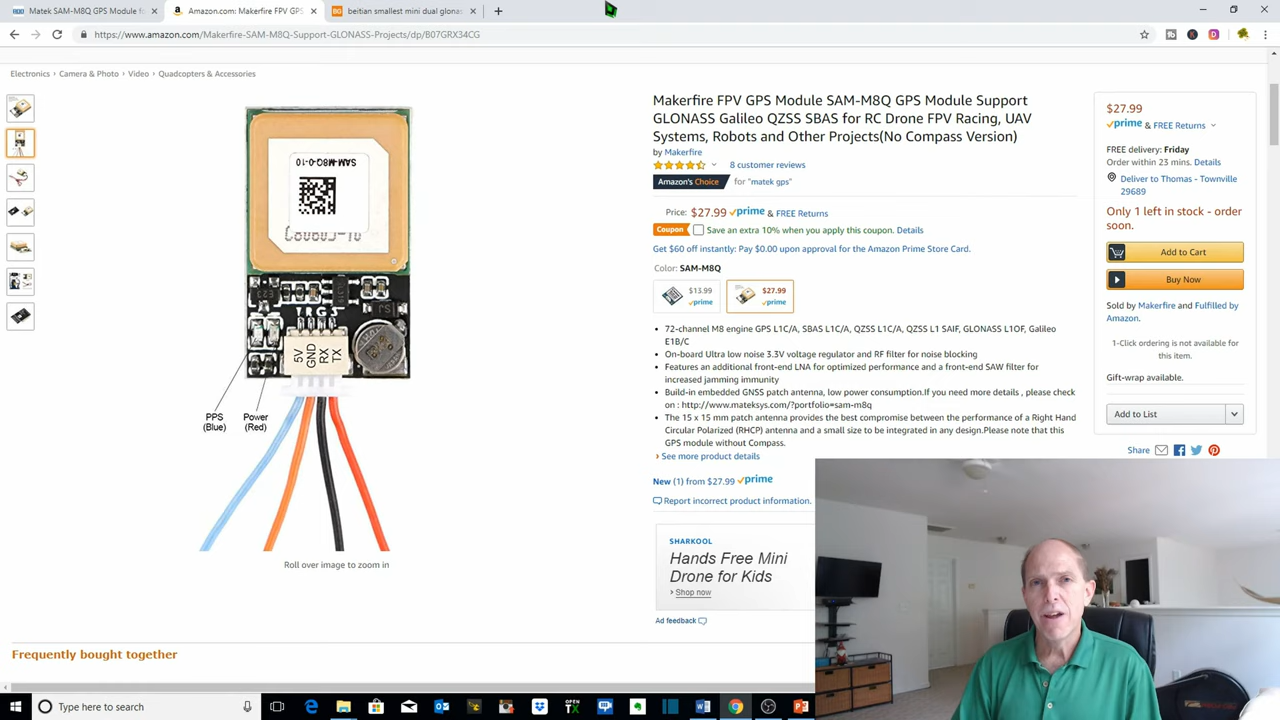 Matek SAM-M8Q GPS Module fo
Amazon.com: Makerfire FPV GPS
beitian smallest mini dual glonas
https://www.amazon.com/Makerfire-SAM-M8Q-Support-GLONASS-Projects/dp/B07GRX34CG
Electronics › Camera & Photo › Video › Quadcopters & Accessories
SAM-M8Q-0-10
5V
GND
RX
TX
T R G 5
PPS
(Blue)
Power
(Red)
Roll over image to zoom in
Makerfire FPV GPS Module SAM-M8Q GPS Module Support
GLONASS Galileo QZSS SBAS for RC Drone FPV Racing, UAV
Systems, Robots and Other Projects(No Compass Version)
by Makerfire
8 customer reviews
Amazon's Choice for "matek gps"
Price: $27.99 prime & FREE Returns
Coupon Save an extra 10% when you apply this coupon. Details
Get $60 off instantly: Pay $0.00 upon approval for the Amazon Prime Store Card.
Color: SAM-M8Q
$13.99
prime
$27.99
prime
• 72-channel M8 engine GPS L1C/A, SBAS L1C/A, QZSS L1C/A, QZSS L1 SAIF, GLONASS L1OF, Galileo
E1B/C
• On-board Ultra low noise 3.3V voltage regulator and RF filter for noise blocking
• Features an additional front-end LNA for optimized performance and a front-end SAW filter for
increased jamming immunity
• Build-in embedded GNSS patch antenna, low power consumption.If you need more details , please check
on : http://www.mateksys.com/?portfolio=sam-m8q
• The 15 x 15 mm patch antenna provides the best compromise between the performance of a Right Hand
Circular Polarized (RHCP) antenna and a small size to be integrated in any design.Please note that this
GPS module without Compass.
› See more product details
New (1) from $27.99 prime
Report incorrect product information.
SHARKOOL
Hands Free Mini
Drone for Kids
› Shop now
Ad feedback
$27.99
prime & FREE Returns
FREE delivery: Friday
Order within 23 mins. Details
Deliver to Thomas - Townville
29689
Only 1 left in stock - order
soon.
Add to Cart
Buy Now
Sold by Makerfire and Fulfilled by
Amazon.
1-Click ordering is not available for
this item.
Gift-wrap available.
Add to List
Share
Frequently bought together
Type here to search
OPEN
TX